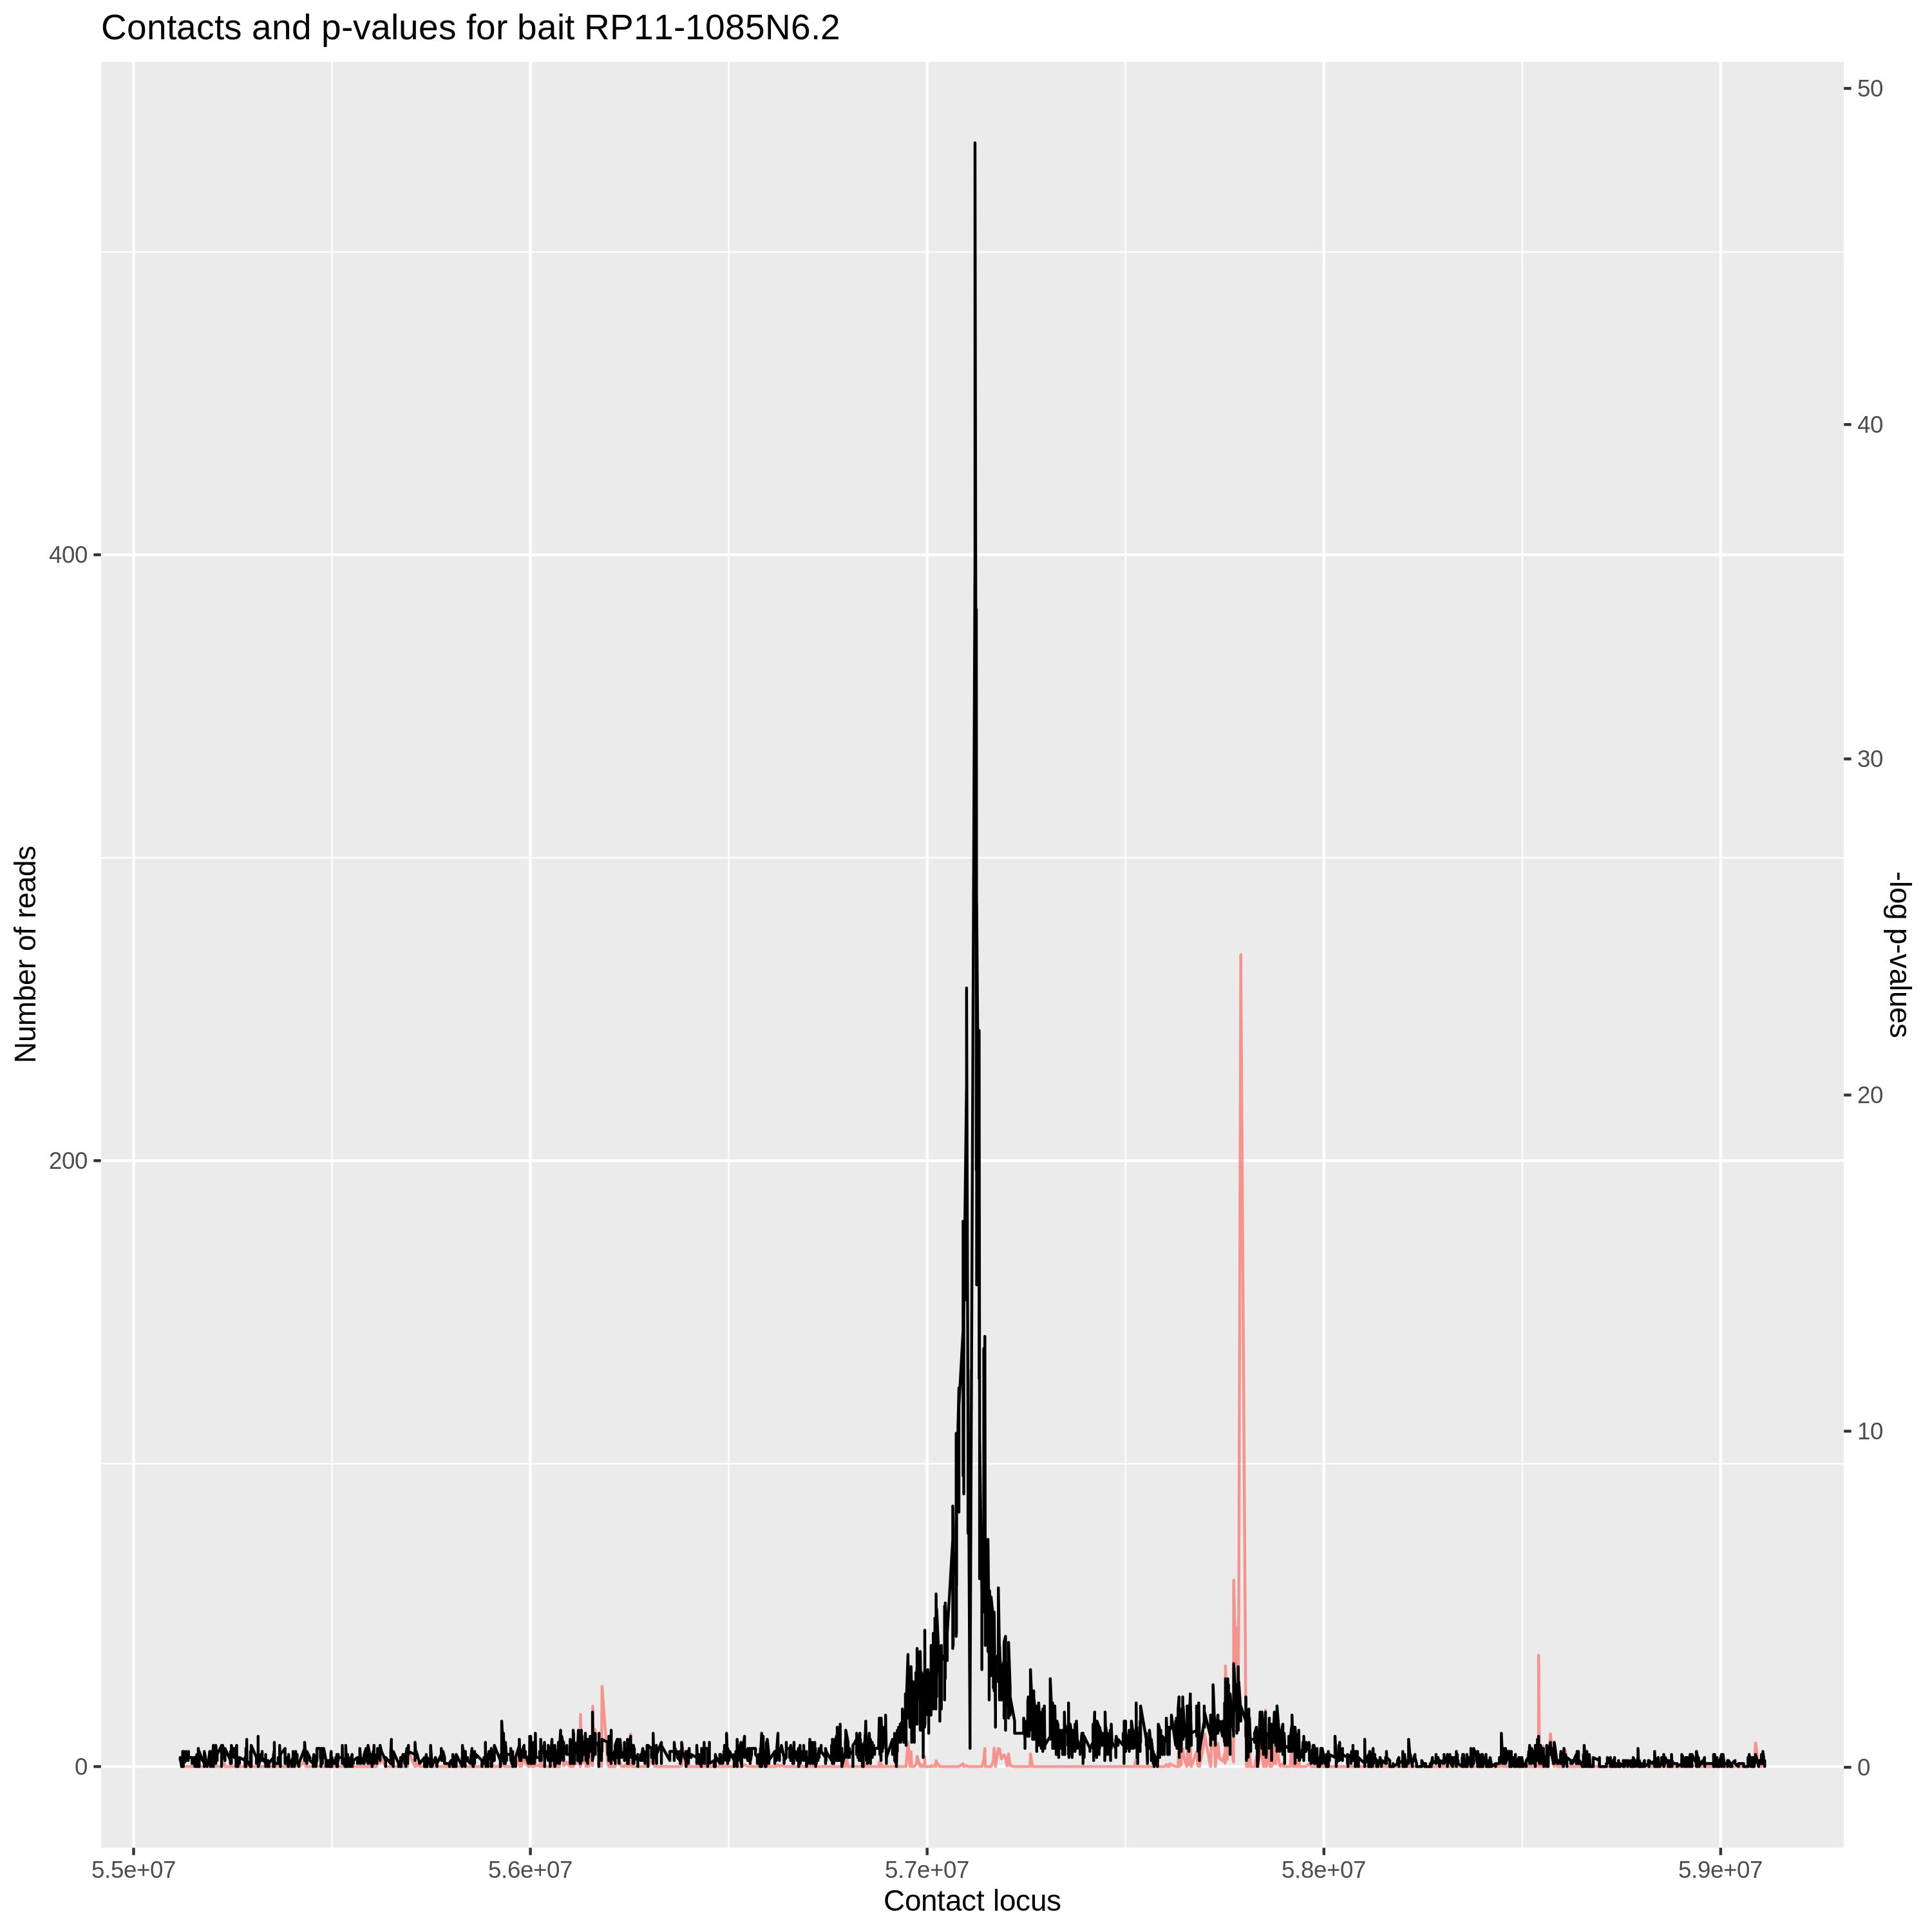 Contacts and p-values for bait RP11-1085N6.2
50
40
400
30
Number of reads
-log p-values
20
200
10
0
0
5.5e+07
5.6e+07
5.7e+07
5.8e+07
5.9e+07
Contact locus